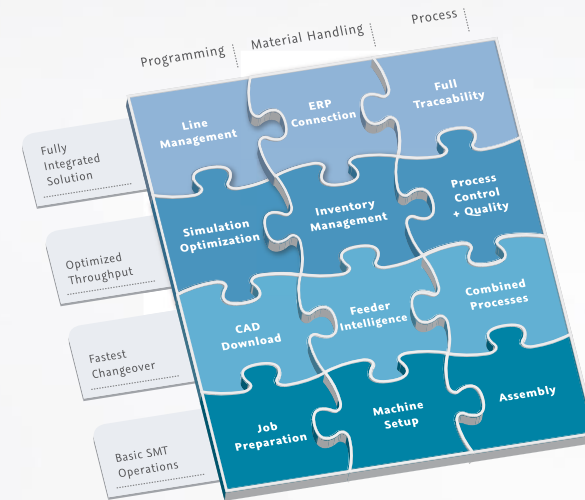 Programming
Material Handling
Process
Fully
Integrated
Solution
Line
Management
ERP
Connection
Full
Traceability
Optimized
Throughput
Simulation
Optimization
Inventory
Management
Process
Control
+ Quality
Fastest
Changeover
CAD
Download
Feeder
Intelligence
Combined
Processes
Basic SMT
Operations
Job
Preparation
Machine
Setup
Assembly